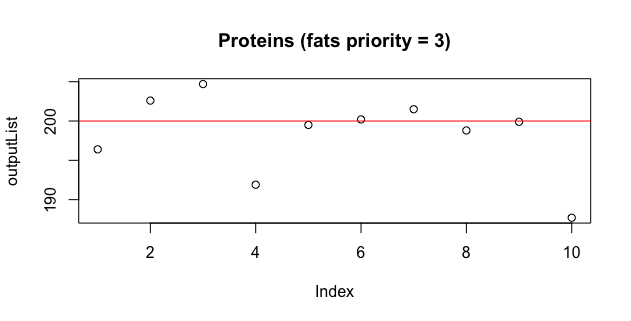 Proteins (fats priority = 3)
outputList
200
190
2 4 6 8 10
Index